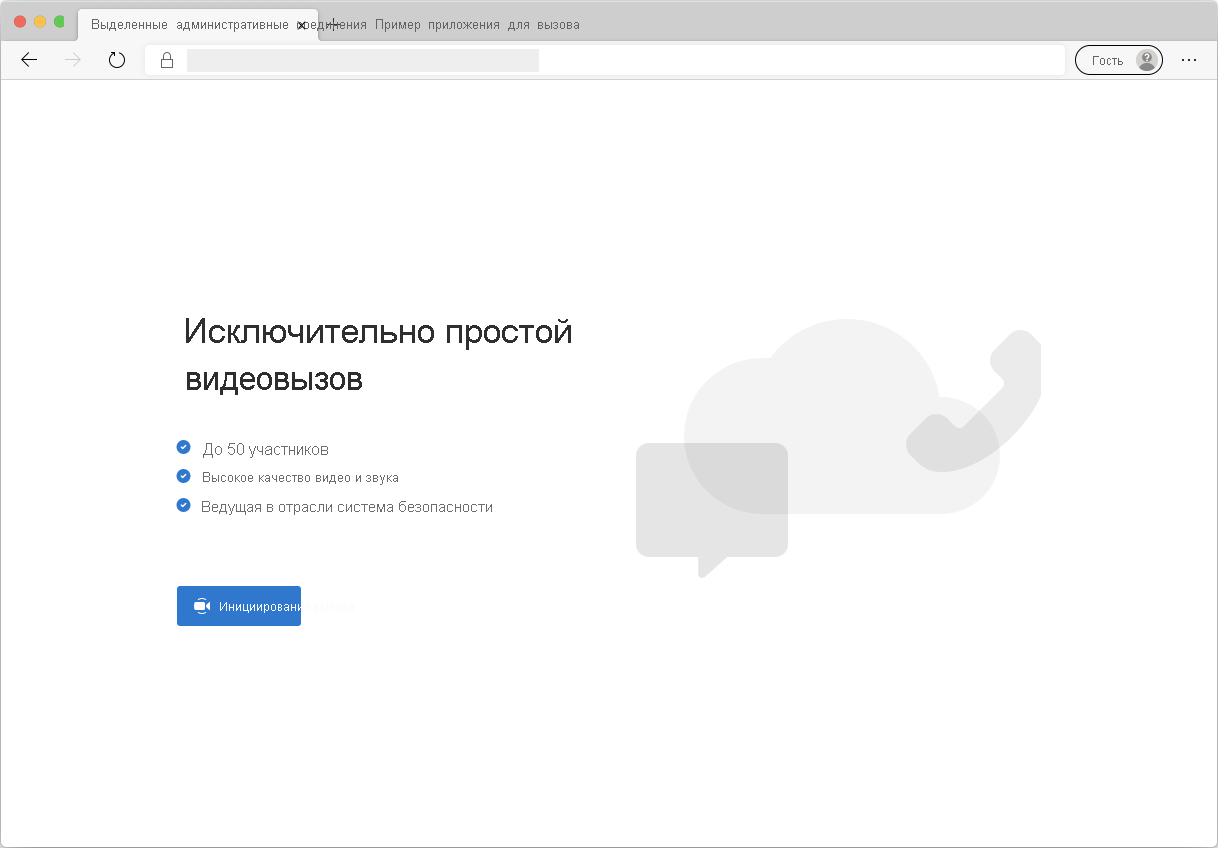 Выделенные административные соединения Пример приложения для вызова
Гость
Исключительно простой
видеовызов
До 50 участников
Высокое качество видео и звука
Ведущая в отрасли система безопасности
Инициировани